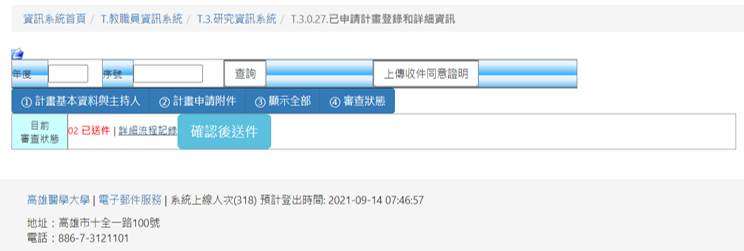 資訊系統首頁 / T.教職員資訊系統 / T.3.研究資訊系統 / T.3.0.27.已申請計畫登錄和詳細資訊
年度 序號 查詢 上傳收件同意證明
① 計畫基本資料與主持人 ② 計畫申請附件 ③ 顯示全部 ④ 審查狀態
目前
審查狀態
02 已送件 | 詳細流程記錄 確認後送件
高雄醫學大學 | 電子郵件服務 | 系統上線人次(318) 預計登出時間: 2021-09-14 07:46:57
地址：高雄市十全一路100號
電話：886-7-3121101